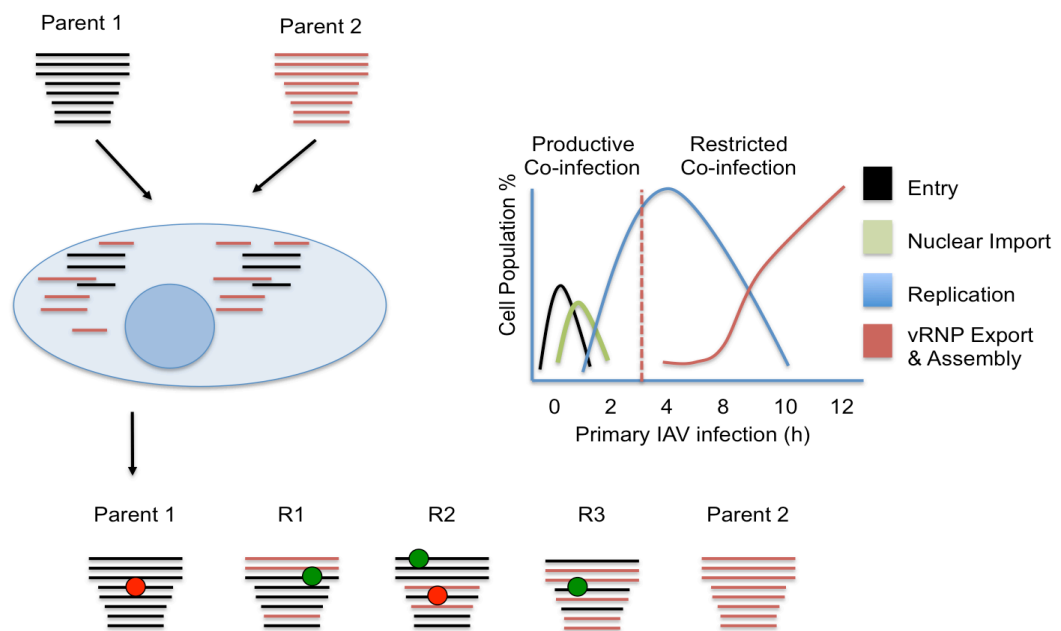 Parent 1
Parent 2
Productive
Co-infection
Restricted
Co-infection
Cell Population %
Entry
Nuclear Import
Replication
vRNP Export
& Assembly
0 2 4 8 10 12
Primary IAV infection (h)
Parent 1
R1
R2
R3
Parent 2